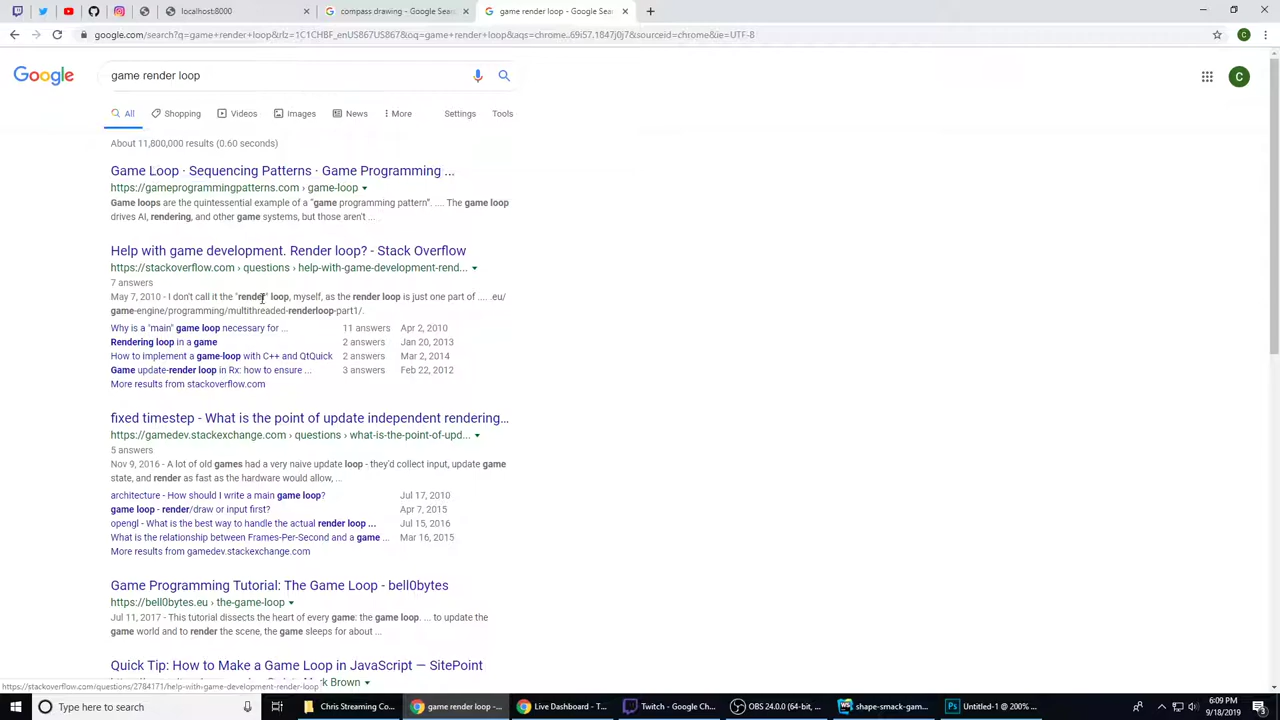 localhost:8000
compass drawing - Google Search
game render loop - Google Sea
google.com/search?q=game+render+loop&rlz=1C1CHBF_enUS867US867&oq=game+render+loop&aqs=chrome..69i57.1847j0j7&sourceid=chrome&ie=UTF-8
Google
game render loop
C
All Shopping Videos Images News More Settings Tools
About 11,800,000 results (0.60 seconds)
Game Loop · Sequencing Patterns · Game Programming ...
https://gameprogrammingpatterns.com › game-loop
Game loops are the quintessential example of a "game programming pattern". .... The game loop
drives AI, rendering, and other game systems, but those aren't ...
Help with game development. Render loop? - Stack Overflow
https://stackoverflow.com › questions › help-with-game-development-rend...
7 answers
May 7, 2010 - I don't call it the "render" loop, myself, as the render loop is just one part of ... ..eu/
game-engine/programming/multithreaded-renderloop-part1/.
Why is a "main" game loop necessary for ... 11 answers Apr 2, 2010
Rendering loop in a game 2 answers Jan 20, 2013
How to implement a game-loop with C++ and QtQuick 2 answers Mar 2, 2014
Game update-render loop in Rx: how to ensure ... 3 answers Feb 22, 2012
More results from stackoverflow.com
fixed timestep - What is the point of update independent rendering...
https://gamedev.stackexchange.com › questions › what-is-the-point-of-upd...
5 answers
Nov 9, 2016 - A lot of old games had a very naive update loop - they'd collect input, update game
state, and render as fast as the hardware would allow, ...
architecture - How should I write a main game loop? Jul 17, 2010
game loop - render/draw or input first? Apr 7, 2015
opengl - What is the best way to handle the actual render loop ... Jul 15, 2016
What is the relationship between Frames-Per-Second and a game ... Mar 16, 2015
More results from gamedev.stackexchange.com
Game Programming Tutorial: The Game Loop - bell0bytes
https://bell0bytes.eu › the-game-loop
Jul 11, 2017 - This tutorial dissects the heart of every game: the game loop. ... to update the
game world and to render the scene, the game sleeps for about ...
Quick Tip: How to Make a Game Loop in JavaScript — SitePoint
Mark Brown
https://stackoverflow.com/questions/2784171/help-with-game-development-render-loop
Type here to search
Chris Streaming Co...
game render loop -...
Live Dashboard - T...
Twitch - Google Ch...
OBS 24.0.0 (64-bit, ...
shape-smack-gam...
Untitled-1 @ 200% ...
6:09 PM
9/18/2019